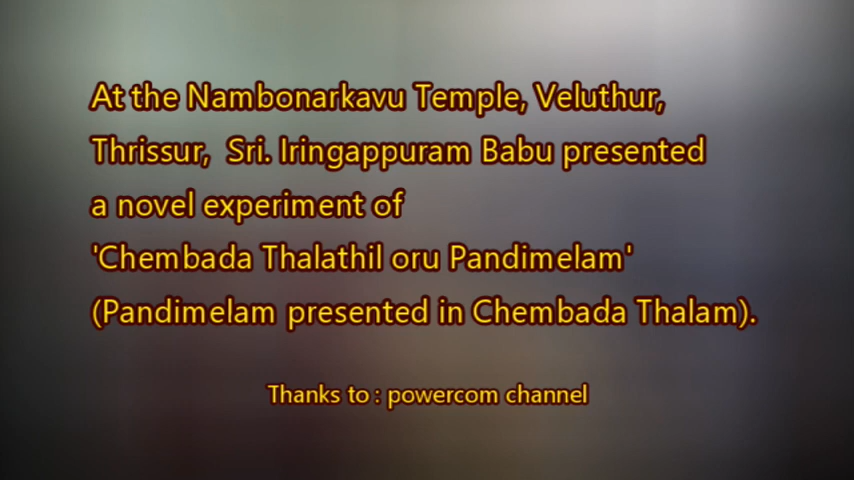 At the Nambonarkavu Temple, Veluthur,
Thrissur, Sri. Iringappuram Babu presented
a novel experiment of
'Chembada Thalathil oru Pandimelam'
(Pandimelam presented in Chembada Thalam).
Thanks to : powercom channel